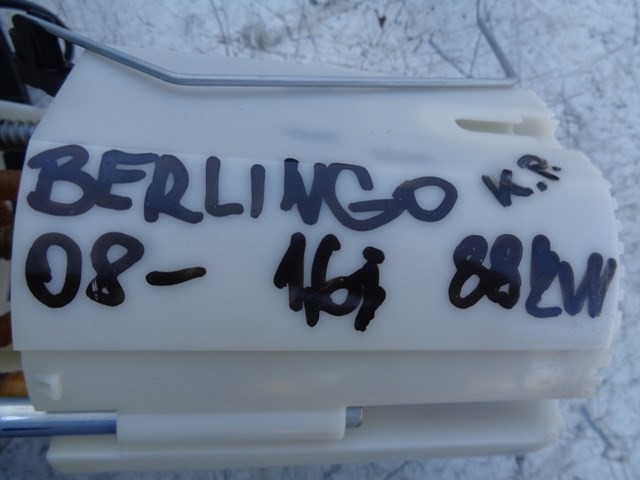 BERLINGO K.P.
08- 16i 88kW